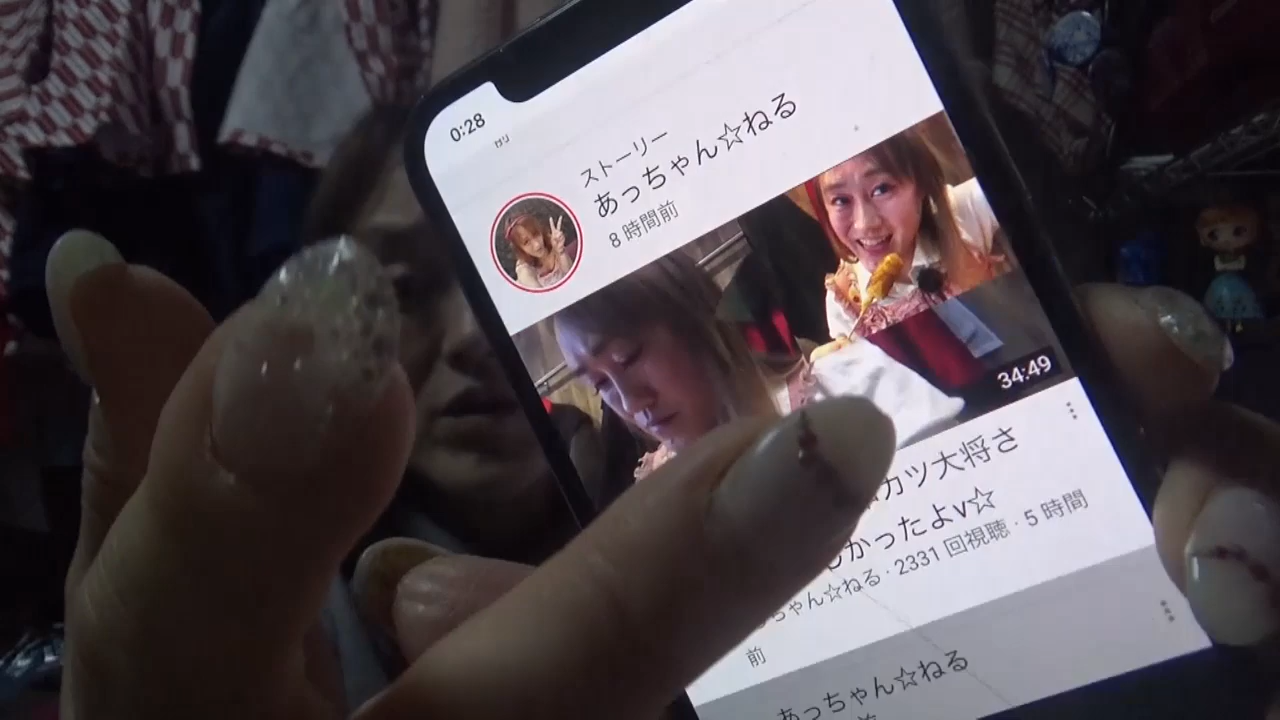 0:28
ストーリー
あっちゃん☆ねる
8 時間前
34:49
カツ大将さ
かったよv☆
ちゃん☆ねる · 2331 回視聴 · 5 時間
前
あっちゃん☆ねる